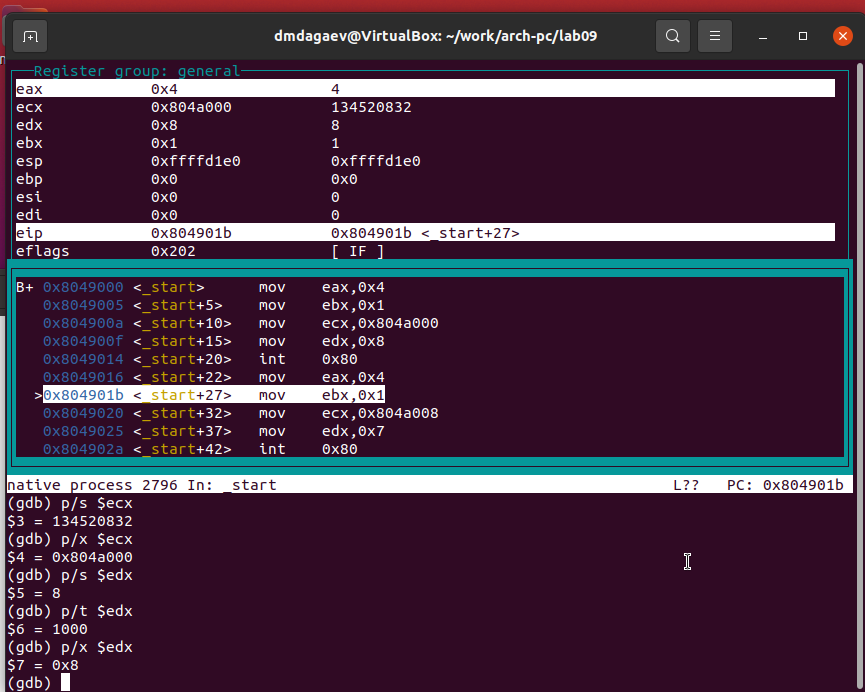 dmdagaev@VirtualBox: ~/work/arch-pc/lab09
Register group: general
eax 0x4 4
ecx 0x804a000 134520832
edx 0x8 8
ebx 0x1 1
esp 0xffffd1e0 0xffffd1e0
ebp 0x0 0x0
esi 0x0 0
edi 0x0 0
eip 0x804901b 0x804901b <_start+27>
eflags 0x202 [ IF ]
B+ 0x8049000 <_start> mov eax,0x4
0x8049005 <_start+5> mov ebx,0x1
0x804900a <_start+10> mov ecx,0x804a000
0x804900f <_start+15> mov edx,0x8
0x8049014 <_start+20> int 0x80
0x8049016 <_start+22> mov eax,0x4
>0x804901b <_start+27> mov ebx,0x1
0x8049020 <_start+32> mov ecx,0x804a008
0x8049025 <_start+37> mov edx,0x7
0x804902a <_start+42> int 0x80
native process 2796 In: _start L?? PC: 0x804901b
(gdb) p/s $ecx
$3 = 134520832
(gdb) p/x $ecx
$4 = 0x804a000
(gdb) p/s $edx
$5 = 8
(gdb) p/t $edx
$6 = 1000
(gdb) p/x $edx
$7 = 0x8
(gdb)